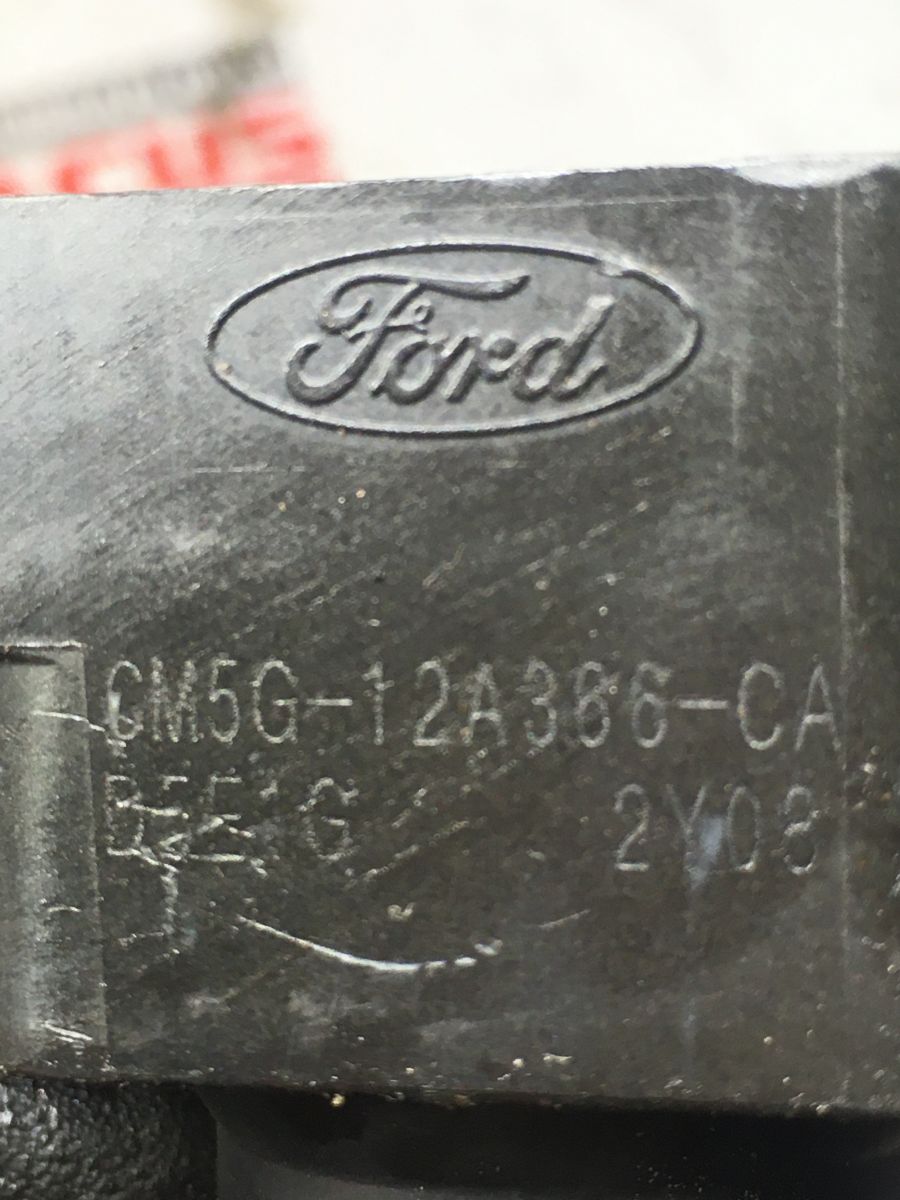 Ford
CM5G-12A366-CA
G 2Y08